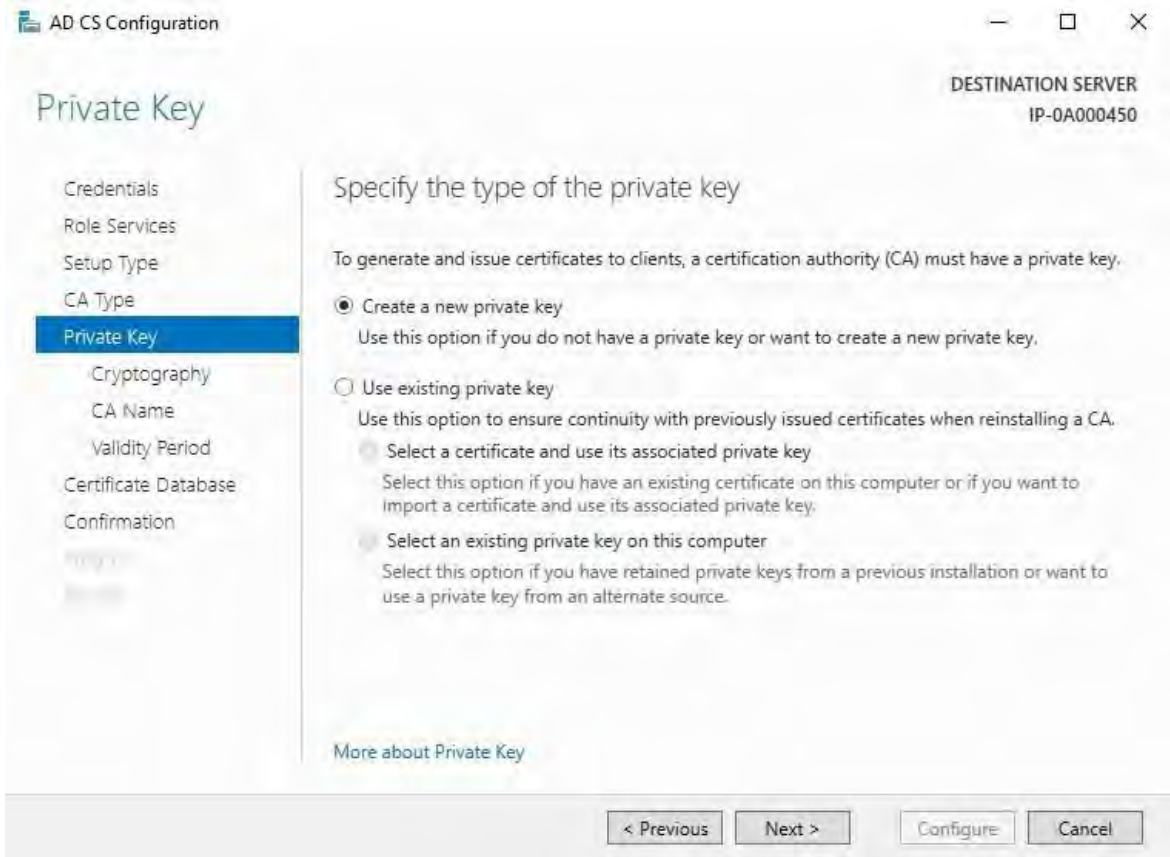 AD CS Configuration
Private Key
DESTINATION SERVER
IP-0A000450
Credentials
Role Services
Setup Type
CA Type
Private Key
Cryptography
CA Name
Validity Period
Certificate Database
Confirmation
Specify the type of the private key
To generate and issue certificates to clients, a certification authority (CA) must have a private key.
Create a new private key
Use this option if you do not have a private key or want to create a new private key.
Use existing private key
Use this option to ensure continuity with previously issued certificates when reinstalling a CA.
Select a certificate and use its associated private key
Select this option if you have an existing certificate on this computer or if you want to
import a certificate and use its associated private key.
Select an existing private key on this computer
Select this option if you have retained private keys from a previous installation or want to
use a private key from an alternate source.
More about Private Key
< Previous
Next >
Configure
Cancel